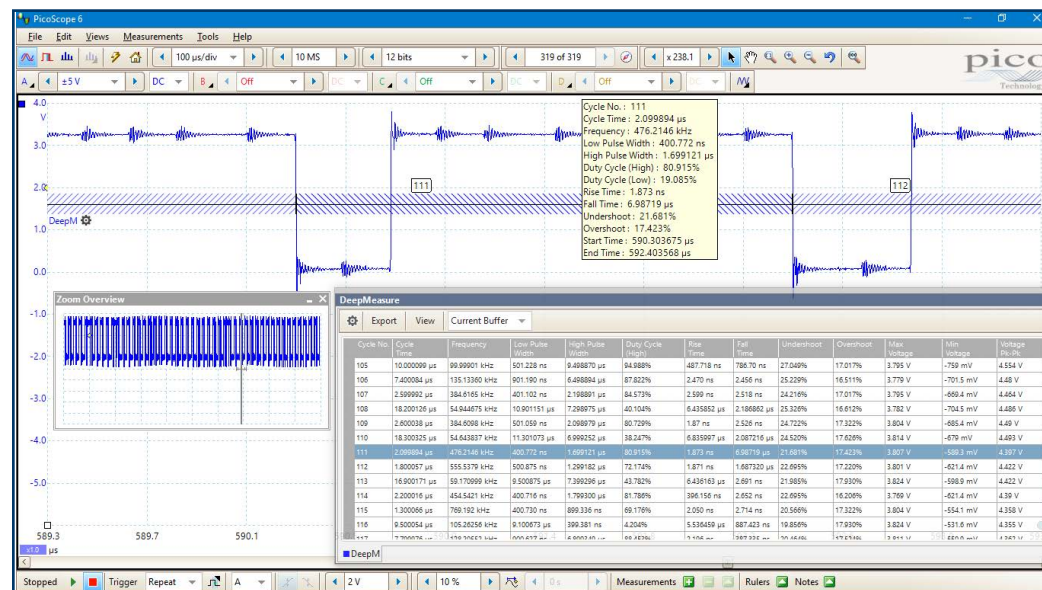 PicoScope 6
File Edit Views Measurements Tools Help
100 µs/div 10 MS 12 bits 319 of 319 x 238.1
pico
Technology
A ±5 V DC B Off DC C Off DC D Off DC
4.0
V
3.0
2.0
1.0
0.0
-1.0
-2.0
-3.0
-4.0
-5.0
DeepM
111
112
Cycle No. : 111
Cycle Time : 2.099894 µs
Frequency : 476.2146 kHz
Low Pulse Width : 400.772 ns
High Pulse Width : 1.699121 µs
Duty Cycle (High) : 80.915%
Duty Cycle (Low) : 19.085%
Rise Time : 1.873 ns
Fall Time : 6.98719 µs
Undershoot : 21.681%
Overshoot : 17.423%
Start Time : 590.303675 µs
End Time : 592.403568 µs
Zoom Overview
DeepMeasure
Export View Current Buffer
Cycle No. Cycle Time Frequency Low Pulse Width High Pulse Width Duty Cycle (High) Rise Time Fall Time Undershoot Overshoot Max Voltage Min Voltage Voltage Pk-Pk
105 10.000099 µs 99.99901 kHz 501.228 ns 9.498870 µs 94.988% 487.718 ns 786.70 ns 27.049% 17.017% 3.795 V -759 mV 4.554 V
106 7.400084 µs 135.13360 kHz 901.190 ns 6.498894 µs 87.822% 2.470 ns 2.456 ns 25.229% 16.511% 3.779 V -701.5 mV 4.48 V
107 2.599992 µs 384.6165 kHz 401.102 ns 2.198891 µs 84.573% 2.599 ns 2.518 ns 24.216% 17.017% 3.795 V -669.4 mV 4.464 V
108 18.200126 µs 54.944675 kHz 10.901151 µs 7.298975 µs 40.104% 6.435852 µs 2.186862 µs 25.326% 16.612% 3.782 V -704.5 mV 4.486 V
109 2.600038 µs 384.6098 kHz 501.059 ns 2.098979 µs 80.729% 1.87 ns 2.526 ns 24.722% 17.322% 3.804 V -685.4 mV 4.49 V
110 18.300325 µs 54.643837 kHz 11.301073 µs 6.999252 µs 38.247% 6.835997 µs 2.087216 µs 24.520% 17.626% 3.814 V -679 mV 4.493 V
111 2.099894 µs 476.2146 kHz 400.772 ns 1.699121 µs 80.915% 1.873 ns 6.98719 µs 21.681% 17.423% 3.807 V -589.3 mV 4.397 V
112 1.800057 µs 555.5379 kHz 500.875 ns 1.299182 µs 72.174% 1.871 ns 1.687320 µs 22.695% 17.220% 3.801 V -621.4 mV 4.422 V
113 16.900171 µs 59.170999 kHz 9.500875 µs 7.399296 µs 43.782% 6.436163 µs 2.691 ns 21.985% 17.930% 3.824 V -598.9 mV 4.422 V
114 2.200016 µs 454.5421 kHz 400.716 ns 1.799300 µs 81.786% 396.156 ns 2.652 ns 22.695% 16.206% 3.769 V -621.4 mV 4.39 V
115 1.300066 µs 769.192 kHz 400.730 ns 899.336 ns 69.176% 2.050 ns 2.714 ns 20.566% 17.322% 3.804 V -554.1 mV 4.358 V
116 9.500054 µs 105.26256 kHz 9.100673 µs 399.381 ns 4.204% 5.536459 µs 887.423 ns 19.856% 17.930% 3.824 V -531.6 mV 4.355 V
117
DeepM
589.3 589.7 590.1
x1.0 µs
Stopped Trigger Repeat A 2 V 10 % 0 s Measurements Rulers Notes